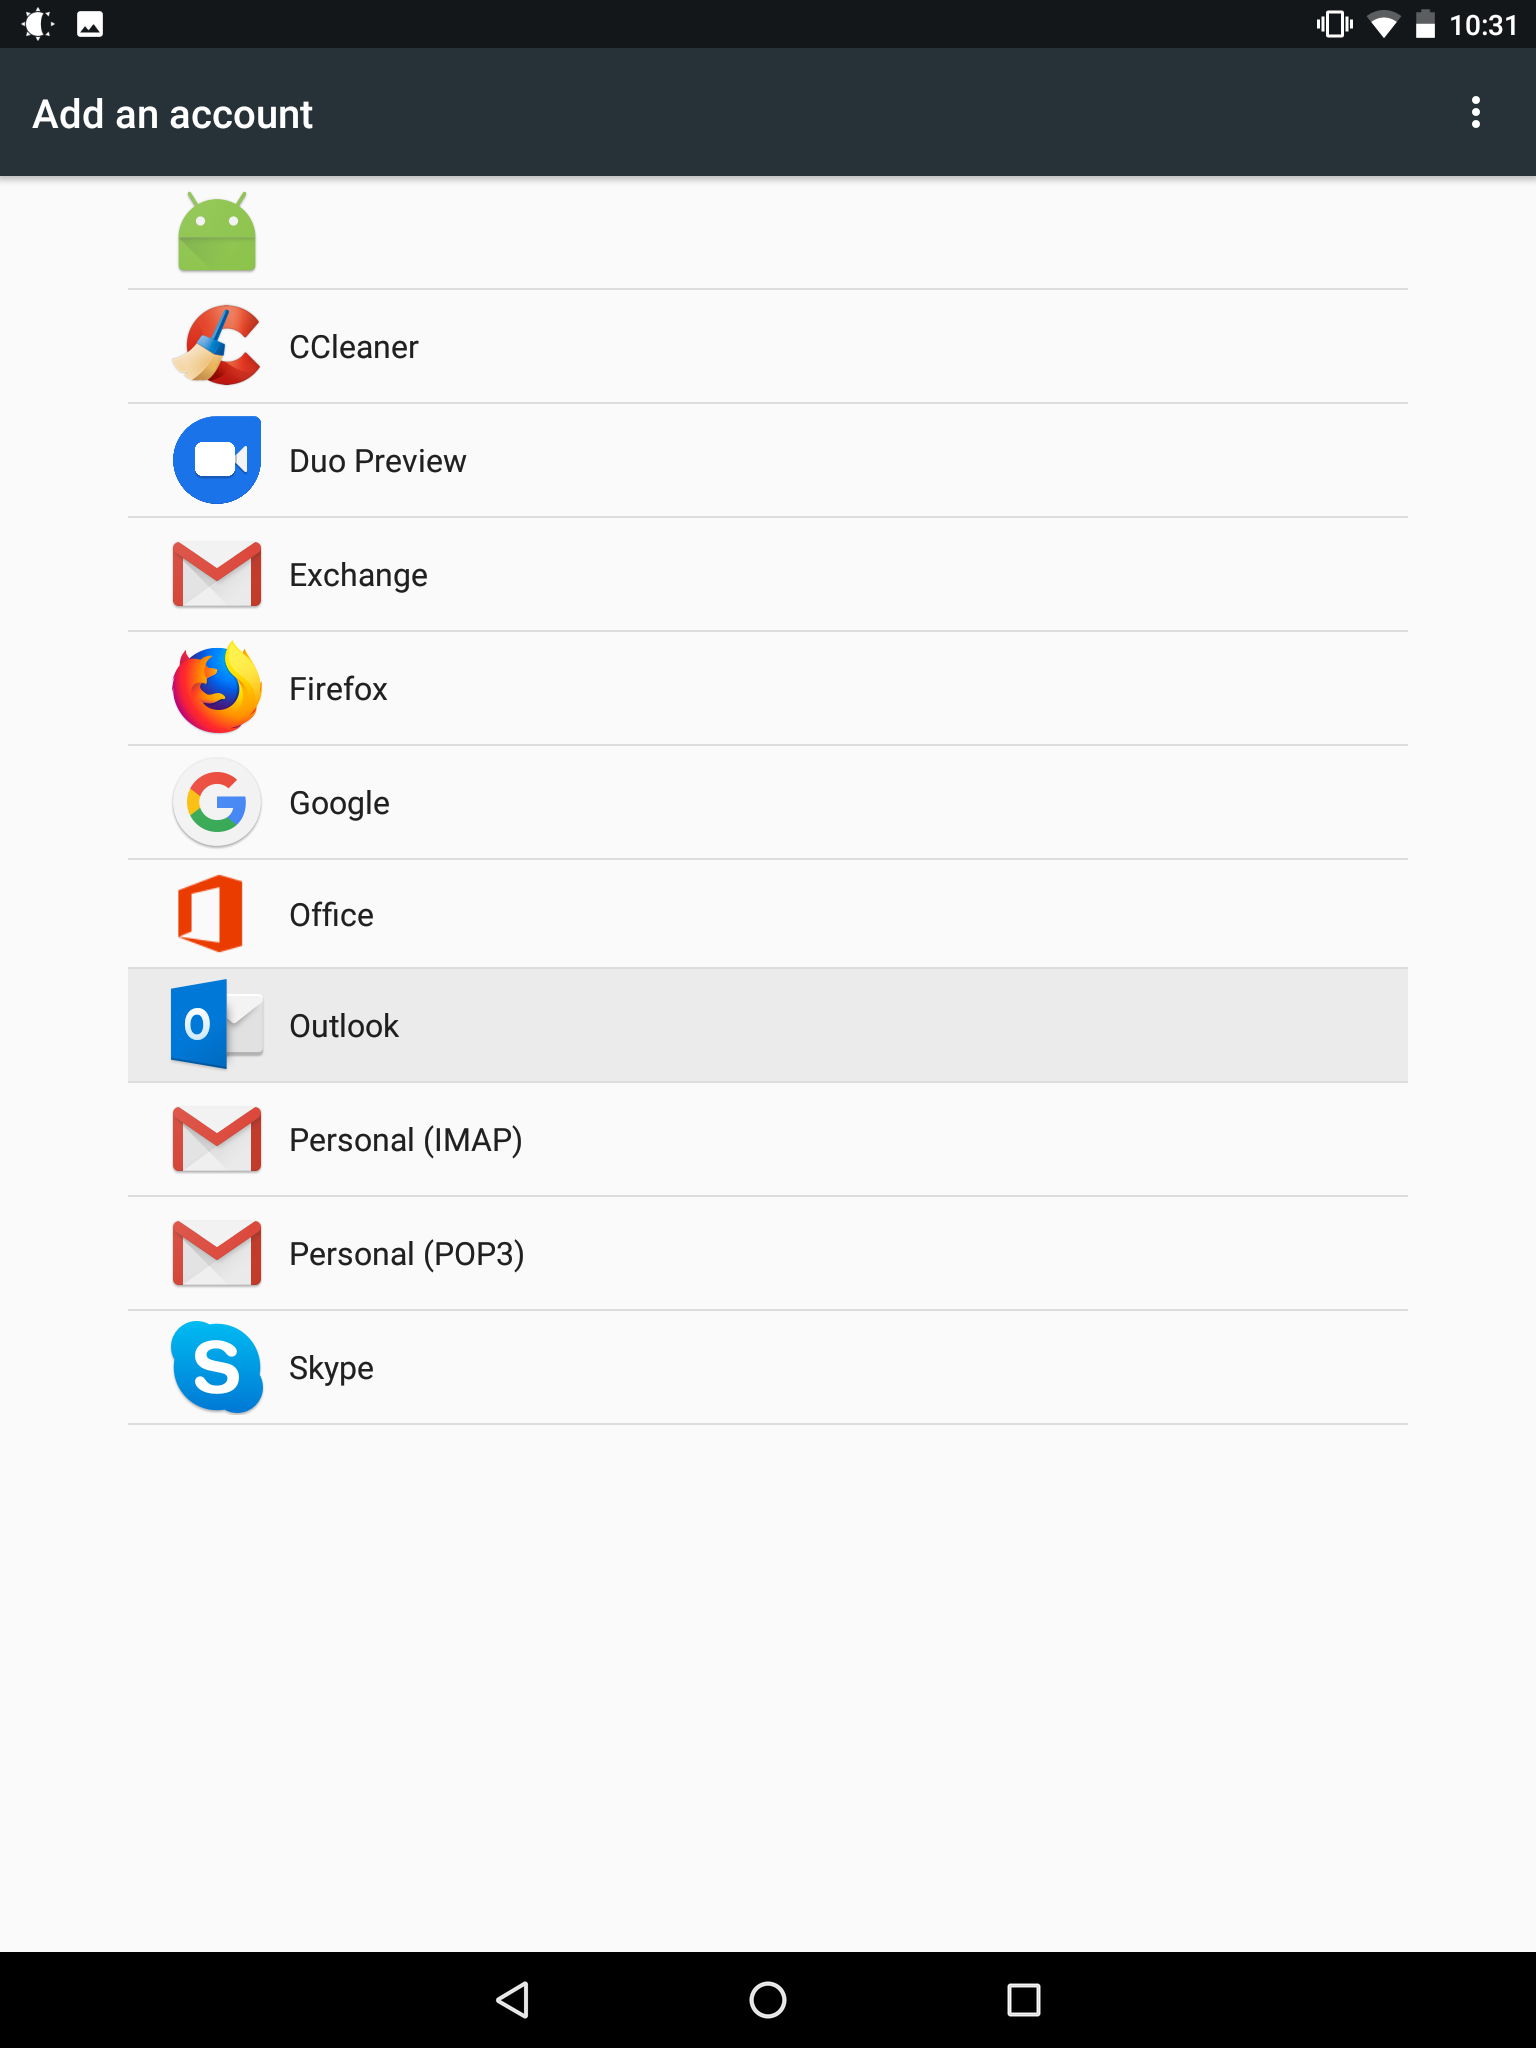 10:31
Add an account
CCleaner
Duo Preview
Exchange
Firefox
Google
Office
Outlook
Personal (IMAP)
Personal (POP3)
Skype